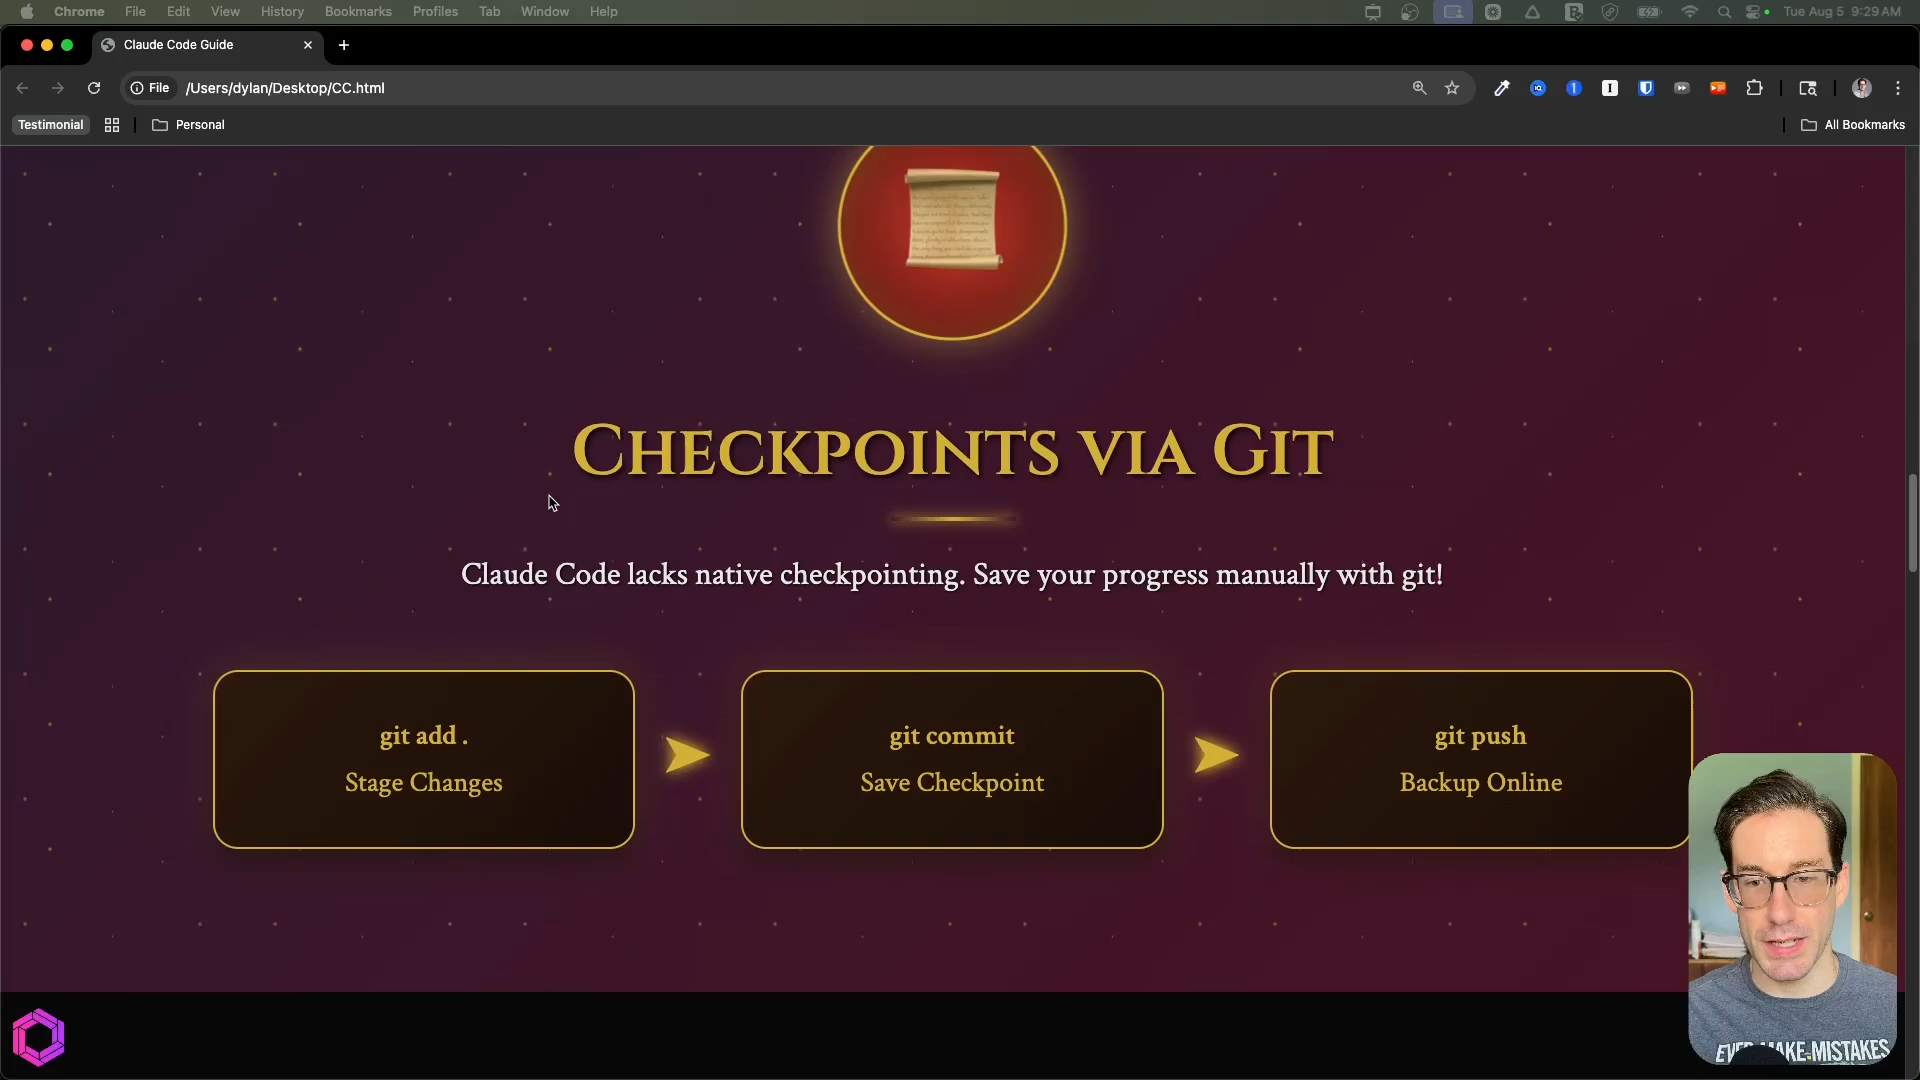 Chrome File Edit View History Bookmarks Profiles Tab Window Help Tue Aug 5 9:29 AM
Claude Code Guide
File /Users/dylan/Desktop/CC.html
Testimonial Personal All Bookmarks
Checkpoints via Git
Claude Code lacks native checkpointing. Save your progress manually with git!
git add .
Stage Changes
git commit
Save Checkpoint
git push
Backup Online
MISTAKES